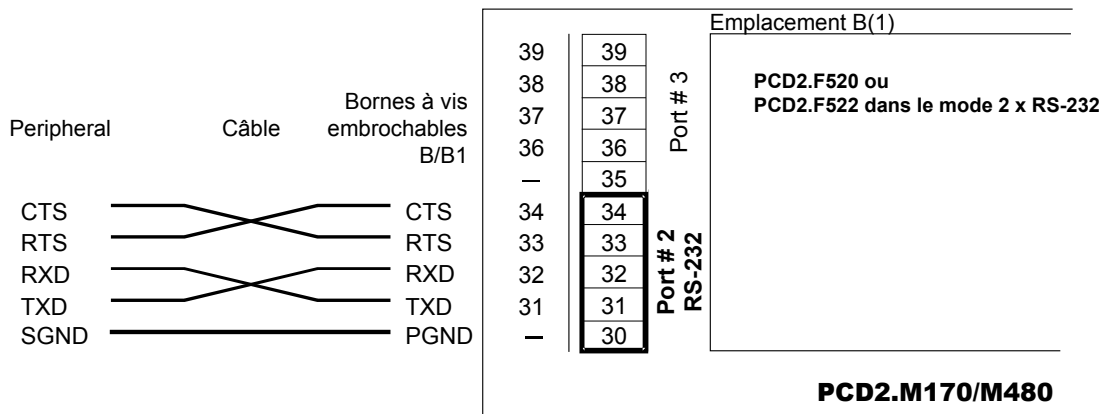 Emplacement B(1)
PCD2.F520 ou
PCD2.F522 dans le mode 2 x RS-232
Peripheral
Câble
Bornes à vis
embrochables
B/B1
39 39
38 38
37 37
36 36
– 35
Port # 3
CTS CTS 34 34
RTS RTS 33 33
RXD RXD 32 32
TXD TXD 31 31
SGND PGND – 30
Port # 2
RS-232
PCD2.M170/M480